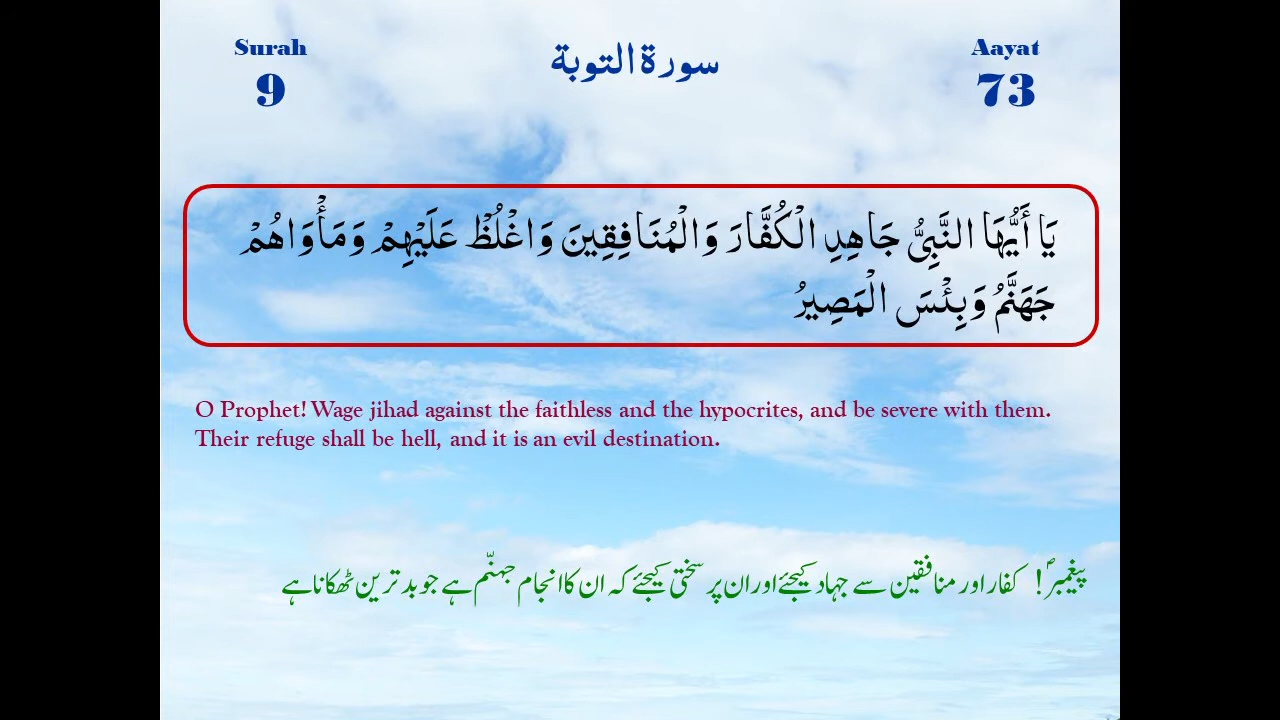 Surah
9
سورة التوبة
Aayat
73
يَا أَيُّهَا النَّبِيُّ جَاهِدِ الْكُفَّارَ وَالْمُنَافِقِينَ وَاغْلُظْ عَلَيْهِمْ وَمَأْوَاهُمْ
جَهَنَّمُ وَبِئْسَ الْمَصِيرُ
O Prophet! Wage jihad against the faithless and the hypocrites, and be severe with them.
Their refuge shall be hell, and it is an evil destination.
پیغمبرؐ! کفار اور منافقین سے جہاد کیجئے اور ان پر سختی کیجئے کہ ان کا انجام جہنّم ہے جو بدترین ٹھکانا ہے